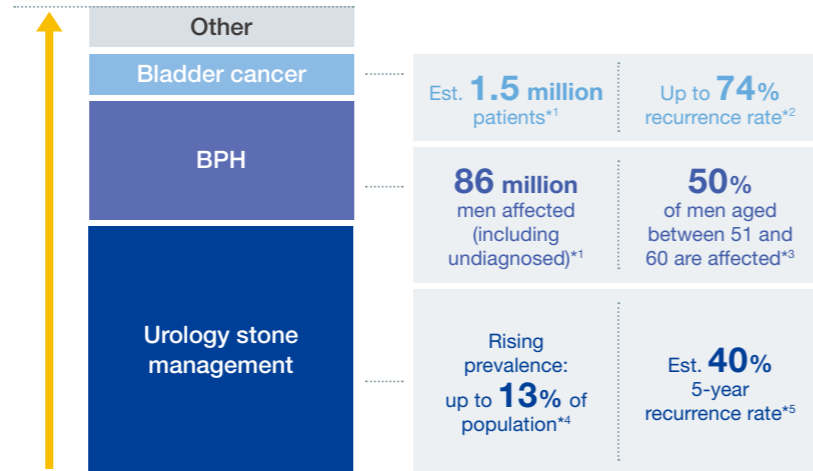 Other
Bladder cancer
Est. 1.5 million
patients*1
Up to 74%
recurrence rate*2
BPH
86 million
men affected
(including
undiagnosed)*1
50%
of men aged
between 51 and
60 are affected*3
Urology stone
management
Rising
prevalence:
up to 13% of
population*4
Est. 40%
5-year
recurrence rate*5